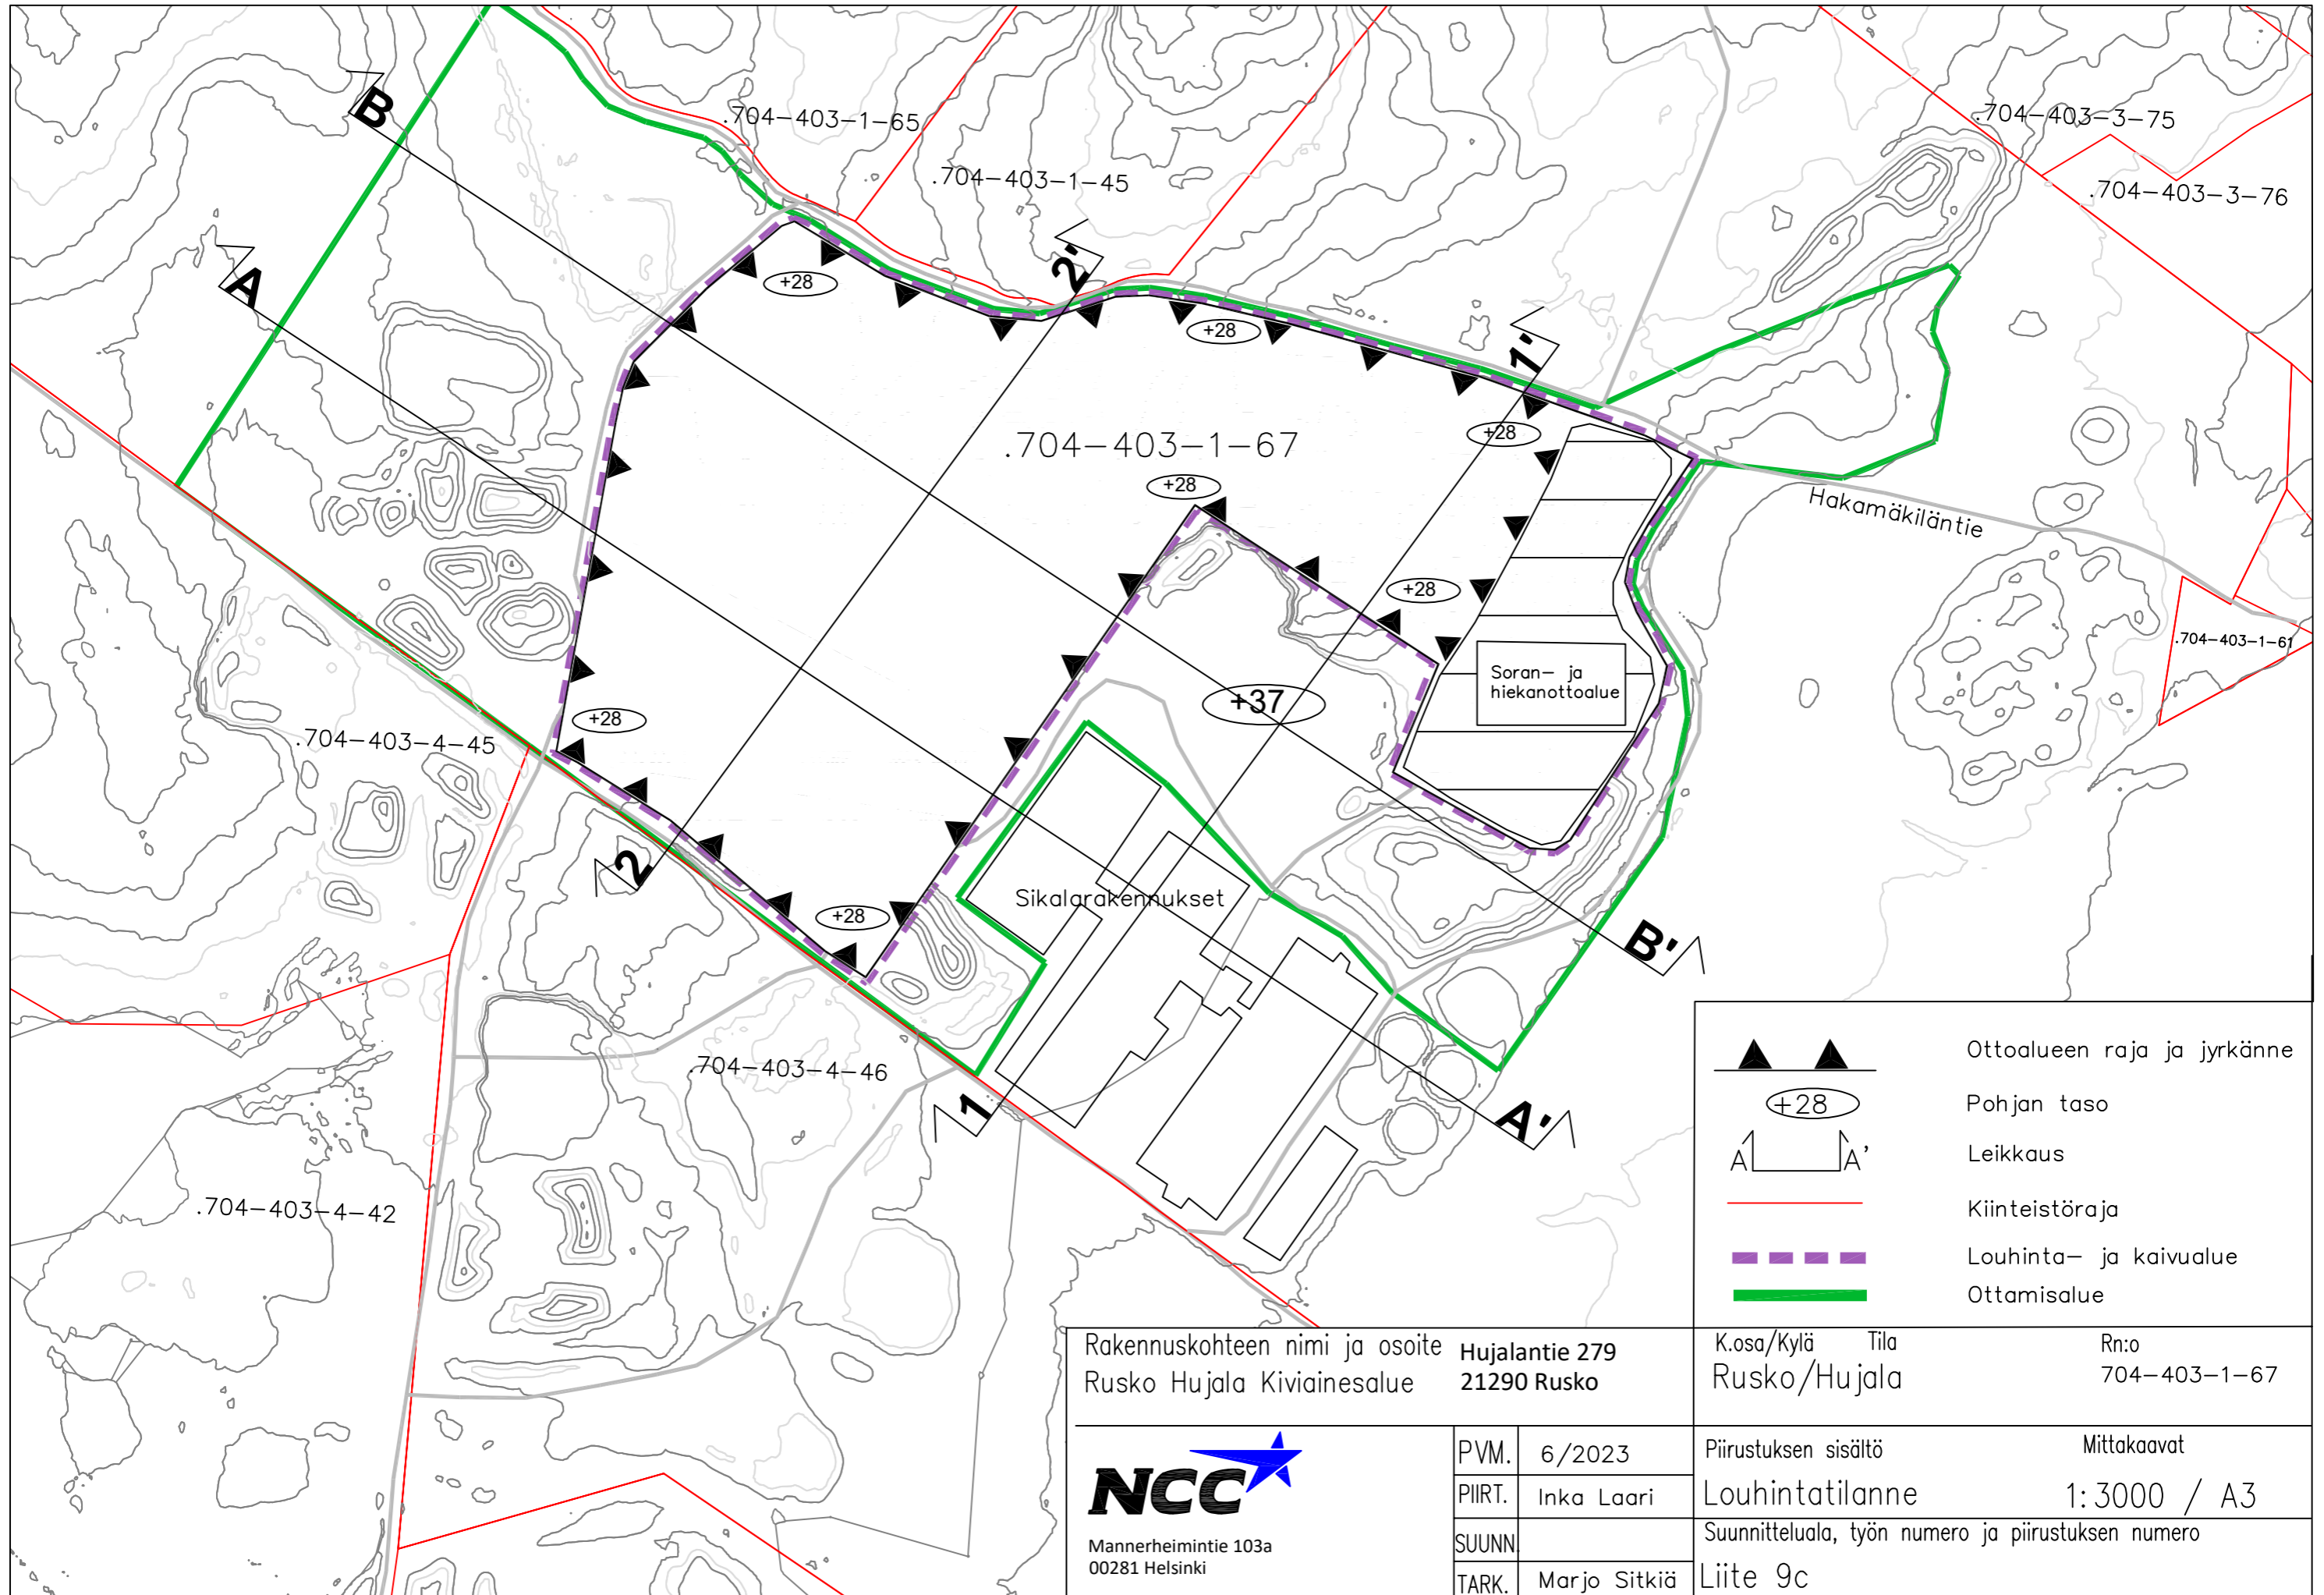 B
.704-403-1-65
.704-403-3-75
.704-403-1-45
.704-403-3-76
A
2'
+28
+28
1'
+28
.704-403-1-67
+28
Hakamäkiläntie
+28
.704-403-1-61
Soran- ja
hiekanottoalue
+37
+28
.704-403-4-45
2
Sikalarakennukset
+28
B'
.704-403-4-46
1
A'
.704-403-4-42
Ottoalueen raja ja jyrkänne
+28
Pohjan taso
A A'
Leikkaus
Kiinteistöraja
Louhinta- ja kaivualue
Ottamisalue
Rakennuskohteen nimi ja osoite
Rusko Hujala Kiviainesalue
Hujalantie 279
21290 Rusko
K.osa/Kylä Tila Rn:o
Rusko/Hujala 704-403-1-67
NCC
Mannerheimintie 103a
00281 Helsinki
PVM. 6/2023
PIIRT. Inka Laari
SUUNN.
TARK. Marjo Sitkiä
Piirustuksen sisältö Mittakaavat
Louhintatilanne 1:3000 / A3
Suunnitteluala, työn numero ja piirustuksen numero
Liite 9c